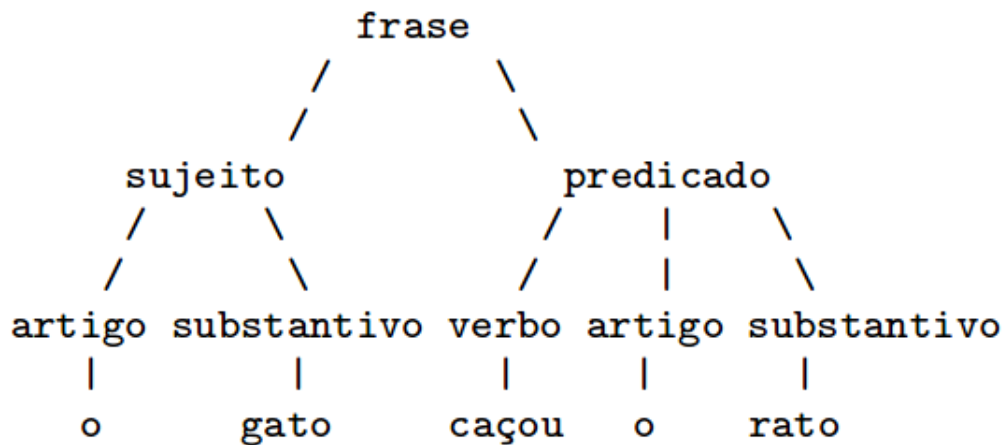 frase
sujeito predicado
artigo substantivo verbo artigo substantivo
o gato caçou o rato